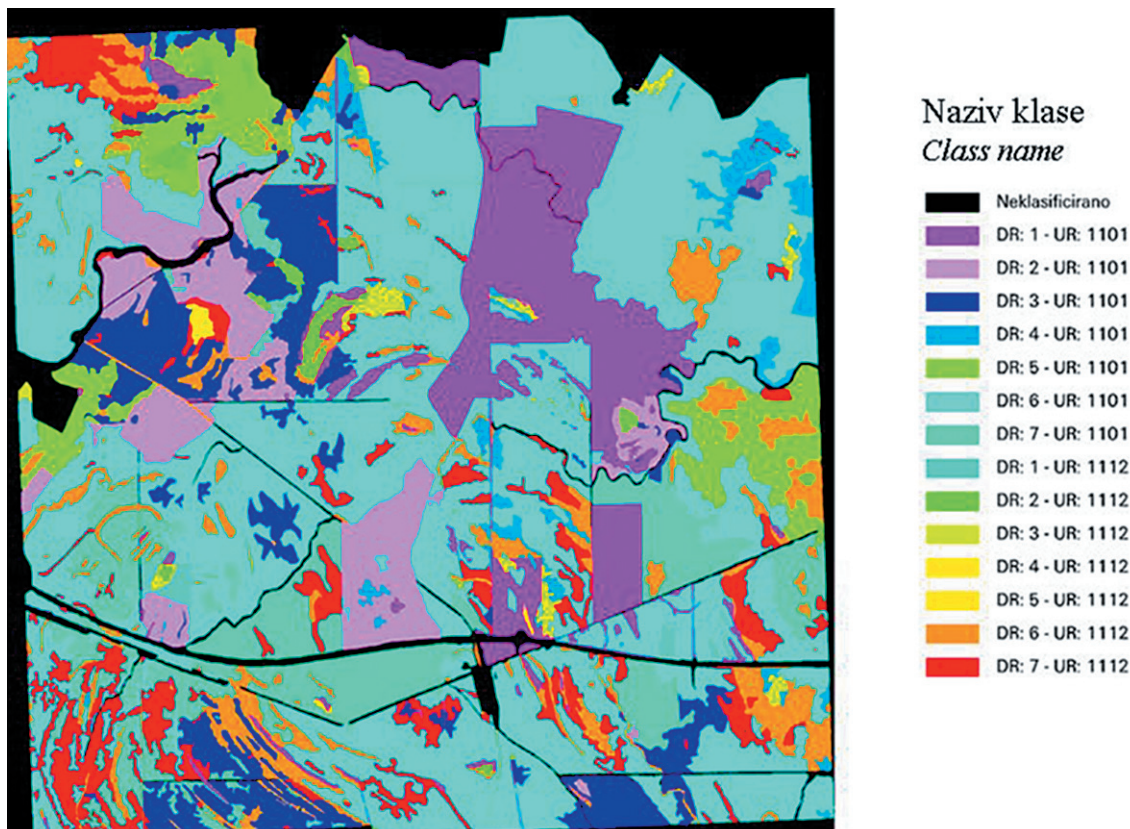 Naziv klase
Class name
Neklasificirano
DR: 1 - UR: 1101
DR: 2 - UR: 1101
DR: 3 - UR: 1101
DR: 4 - UR: 1101
DR: 5 - UR: 1101
DR: 6 - UR: 1101
DR: 7 - UR: 1101
DR: 1 - UR: 1112
DR: 2 - UR: 1112
DR: 3 - UR: 1112
DR: 4 - UR: 1112
DR: 5 - UR: 1112
DR: 6 - UR: 1112
DR: 7 - UR: 1112